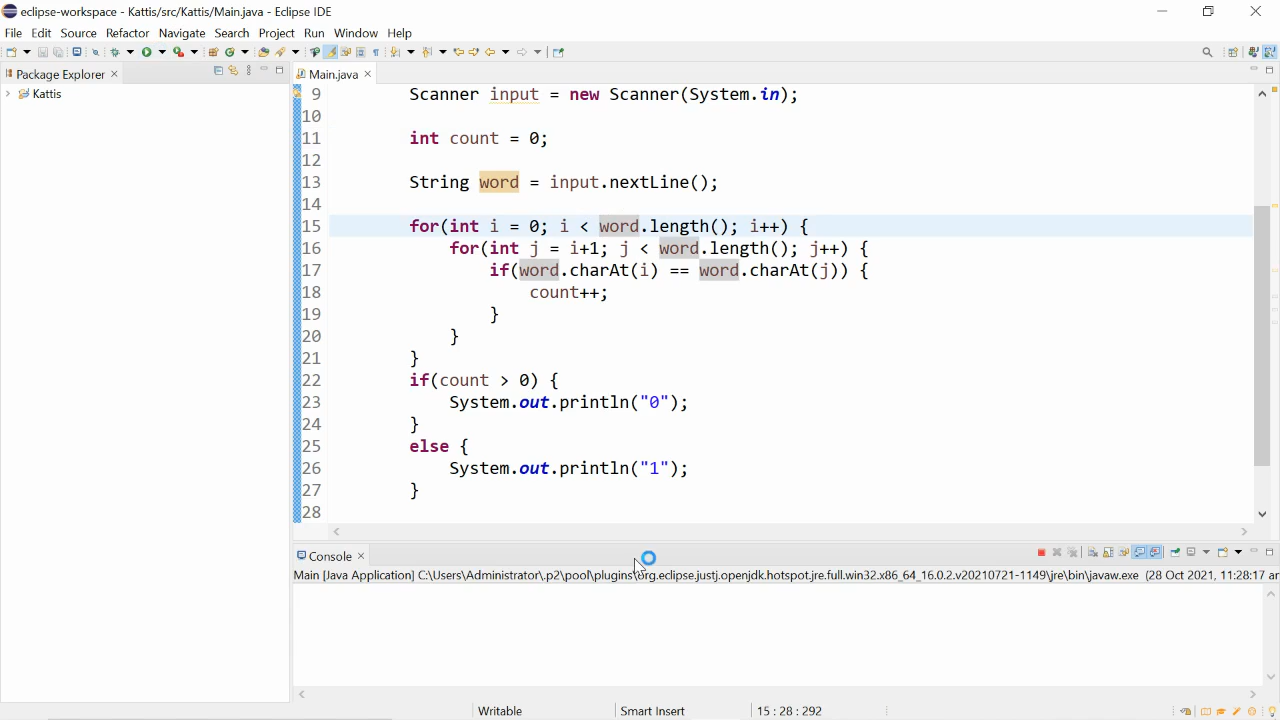 eclipse-workspace - Kattis/src/Kattis/Main.java - Eclipse IDE
File Edit Source Refactor Navigate Search Project Run Window Help
Package Explorer
Main.java
Kattis
9 Scanner input = new Scanner(System.in);
10
11 int count = 0;
12
13 String word = input.nextLine();
14
15 for(int i = 0; i < word.length(); i++) {
16 for(int j = i+1; j < word.length(); j++) {
17 if(word.charAt(i) == word.charAt(j)) {
18 count++;
19 }
20 }
21 }
22 if(count > 0) {
23 System.out.println("0");
24 }
25 else {
26 System.out.println("1");
27 }
28
Console
Main [Java Application] C:\Users\Administrator\.p2\pool\plugins\org.eclipse.justj.openjdk.hotspot.jre.full.win32.x86_64_16.0.2.v20210721-1149\jre\bin\javaw.exe (28 Oct 2021, 11:28:17 am
Writable Smart Insert 15 : 28 : 292